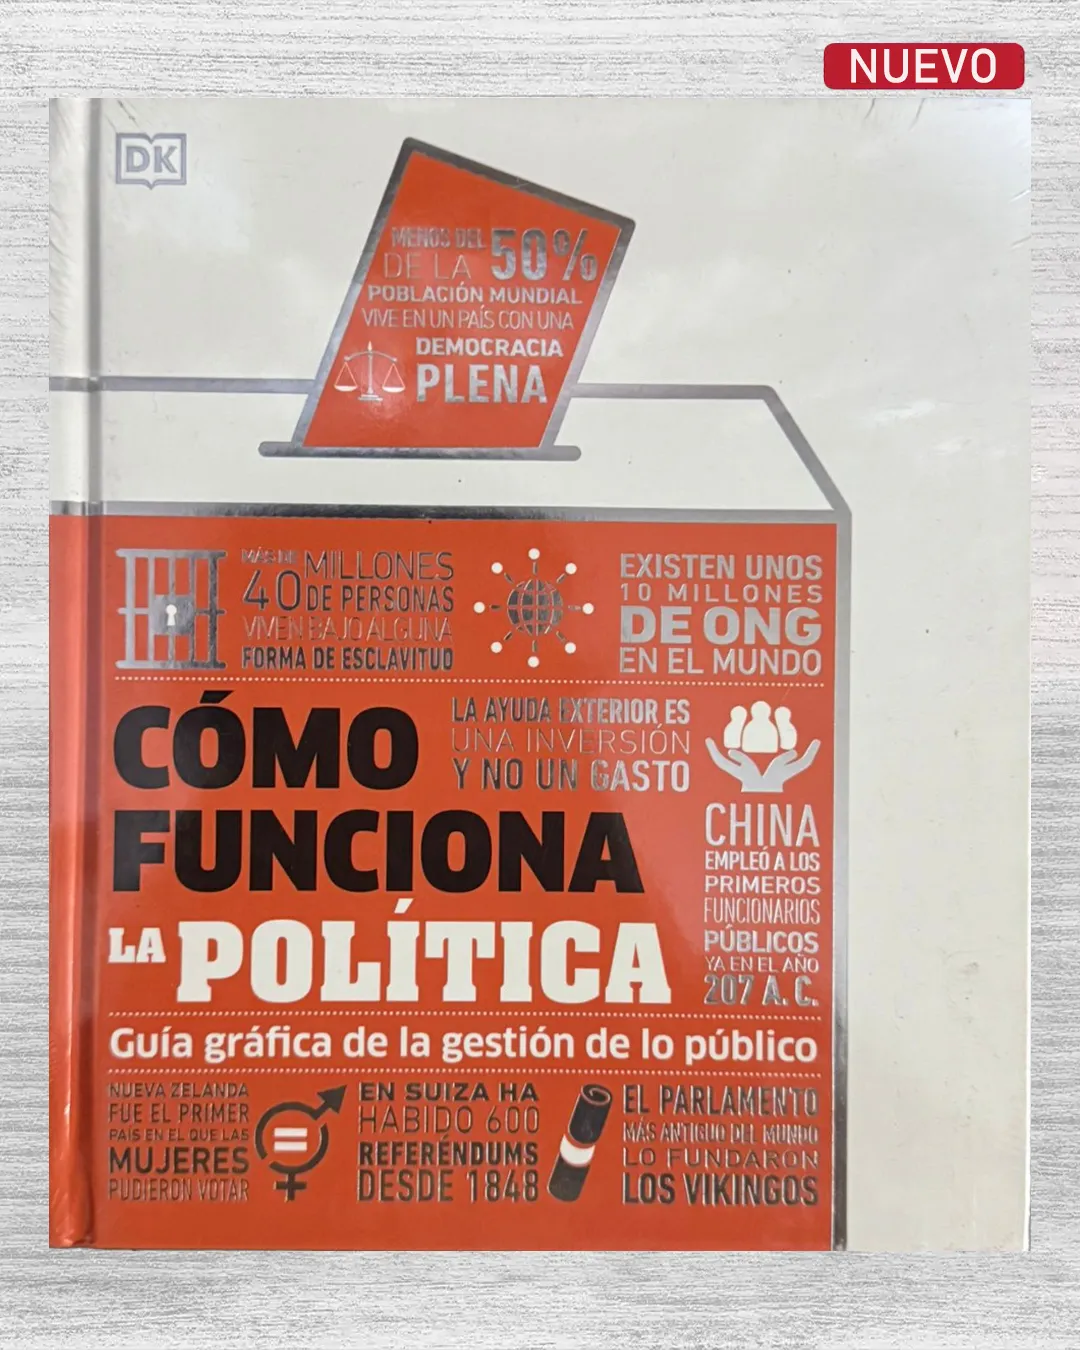 NUEVO
DK
MENOS DEL 50%
DE LA
POBLACIÓN MUNDIAL
VIVE EN UN PAÍS CON UNA
DEMOCRACIA
PLENA
MÁS DE MILLONES
40 DE PERSONAS
VIVEN BAJO ALGUNA
FORMA DE ESCLAVITUD
EXISTEN UNOS
10 MILLONES
DE ONG
EN EL MUNDO
CÓMO
FUNCIONA
LA POLÍTICA
LA AYUDA EXTERIOR ES
UNA INVERSIÓN
Y NO UN GASTO
CHINA
EMPLEÓ A LOS
PRIMEROS
FUNCIONARIOS
PÚBLICOS
YA EN EL AÑO
207 A. C.
Guía gráfica de la gestión de lo público
NUEVA ZELANDA
FUE EL PRIMER
PAÍS EN EL QUE LAS
MUJERES
PUDIERON VOTAR
EN SUIZA HA
HABIDO 600
REFERÉNDUMS
DESDE 1848
EL PARLAMENTO
MÁS ANTIGUO DEL MUNDO
LO FUNDARON
LOS VIKINGOS